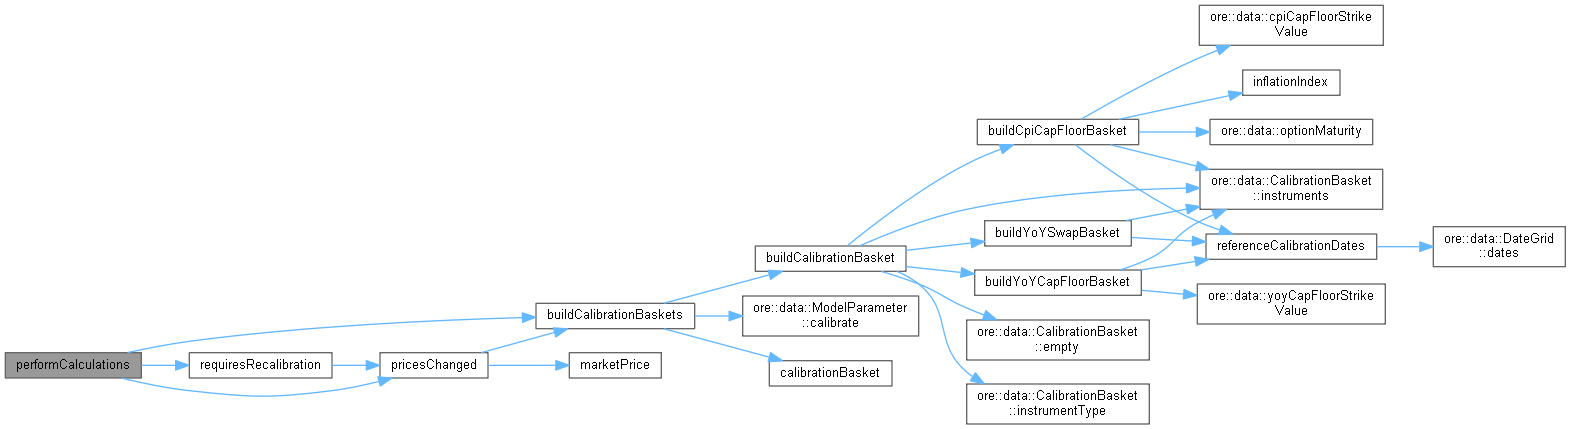 performCalculations
requiresRecalibration
pricesChanged
buildCalibrationBaskets
marketPrice
buildCalibrationBasket
ore::data::ModelParameter
::calibrate
calibrationBasket
buildCpiCapFloorBasket
buildYoYSwapBasket
buildYoYCapFloorBasket
ore::data::CalibrationBasket
::empty
ore::data::CalibrationBasket
::instrumentType
ore::data::cpiCapFloorStrike
Value
inflationIndex
ore::data::optionMaturity
ore::data::CalibrationBasket
::instruments
referenceCalibrationDates
ore::data::yoyCapFloorStrike
Value
ore::data::DateGrid
::dates